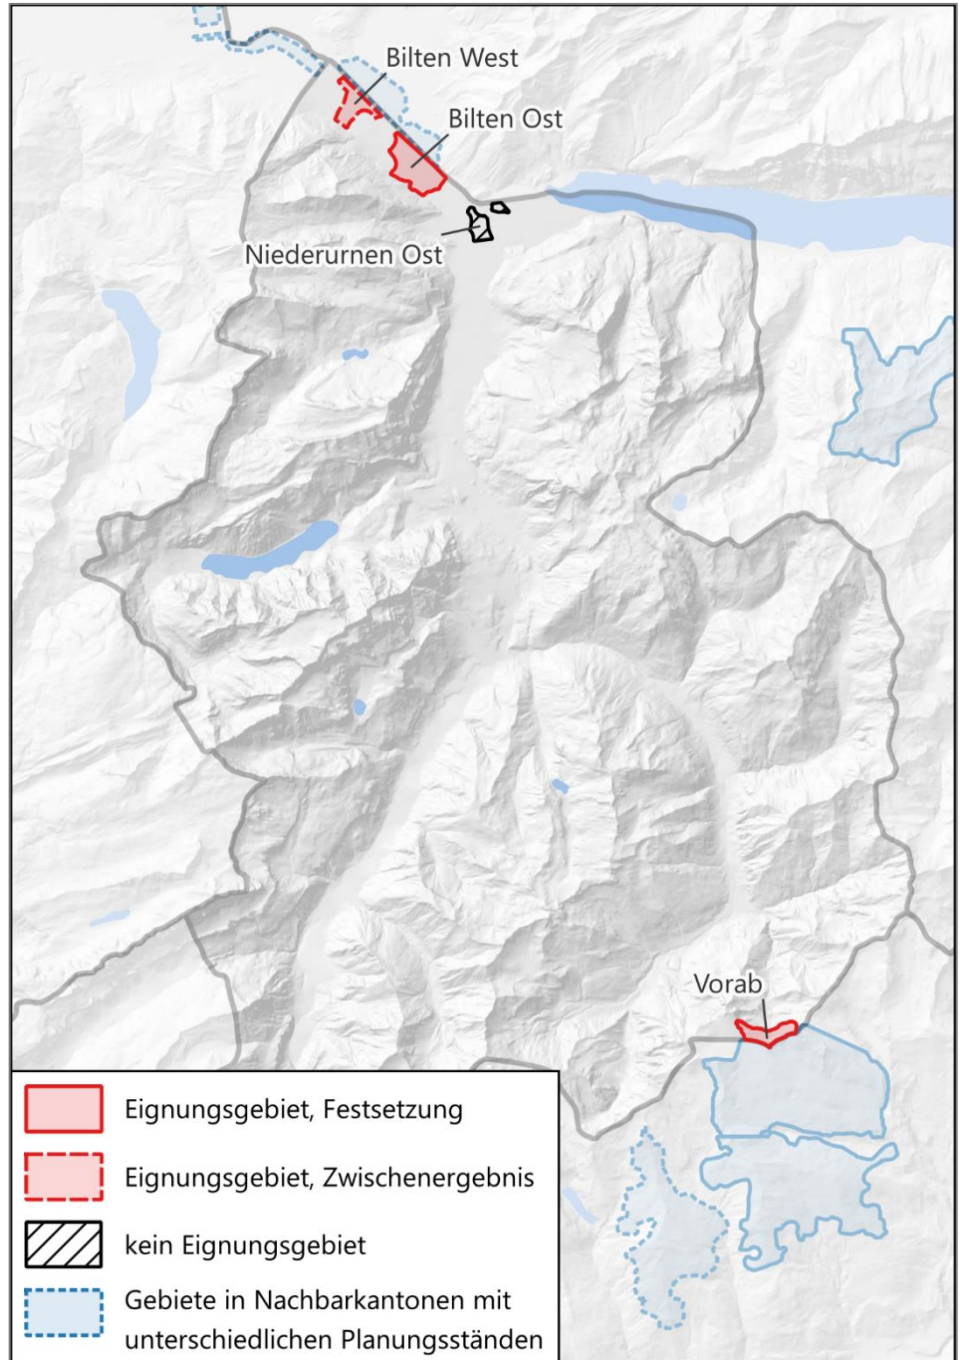 Bilten West
Bilten Ost
Niederurnen Ost
Vorab
Eignungsgebiet, Festsetzung
Eignungsgebiet, Zwischenergebnis
kein Eignungsgebiet
Gebiete in Nachbarkantonen mit
unterschiedlichen Planungsständen